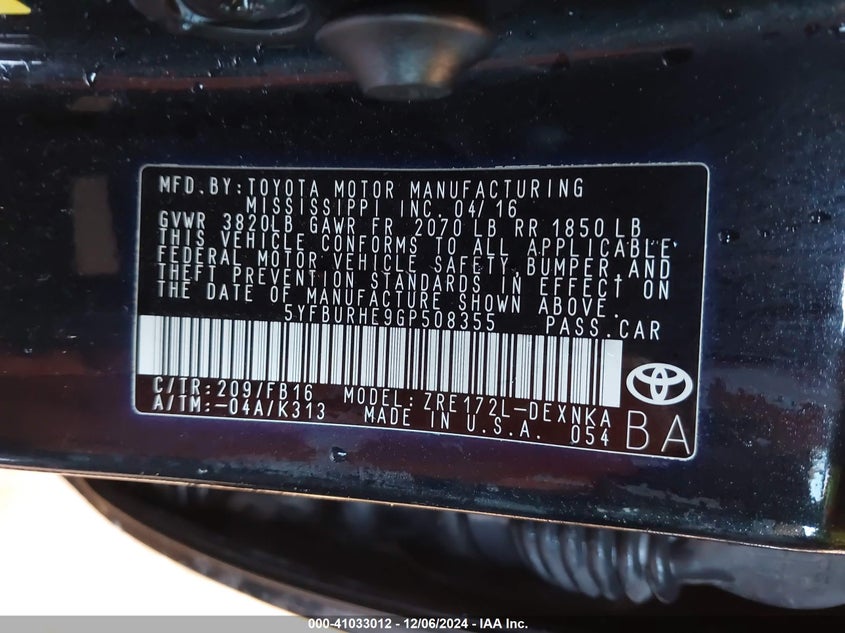 MFD. BY: TOYOTA MOTOR MANUFACTURING
MISSISSIPPI INC. 04/16
GVWR 3820LB GAWR FR 2070 LB RR 1850 LB
THIS VEHICLE CONFORMS TO ALL APPLICABLE
FEDERAL MOTOR VEHICLE SAFETY, BUMPER, AND
THEFT PREVENTION STANDARDS IN EFFECT ON
THE DATE OF MANUFACTURE SHOWN ABOVE.
5YFBURHE9GP508355 PASS. CAR
C/TR: 209/FB16 MODEL: ZRE172L-DEXNKA
A/TM: -04A/K313 MADE IN U.S.A. 054
BA
000-41033012 - 12/06/2024 - IAA Inc.